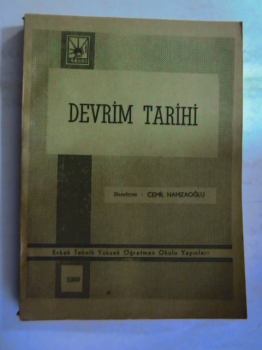 DEVRİM TARİHİ
CEMİL HAMZAOĞLU
Erkek Teknik Yüksek Öğretmen Okulu Yayınları